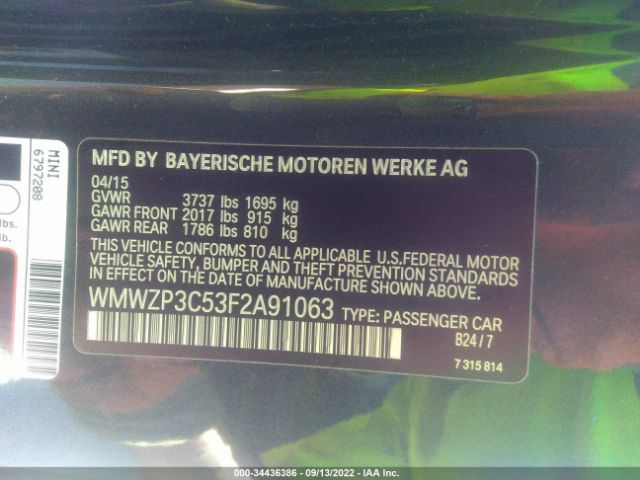 MFD BY BAYERISCHE MOTOREN WERKE AG
04/15
GVWR 3737 lbs 1695 kg
GAWR FRONT 2017 lbs 915 kg
GAWR REAR 1786 lbs 810 kg
THIS VEHICLE CONFORMS TO ALL APPLICABLE U.S.FEDERAL MOTOR
VEHICLE SAFETY, BUMPER AND THEFT PREVENTION STANDARDS IN
EFFECT ON THE DATE OF MANUFACTURE SHOWN ABOVE.
WMWZP3C53F2A91063 TYPE: PASSENGER CAR
B24/7
7 315 814
MINI
6797208
lbs.
lb.
000-34436386 - 09/13/2022 - IAA Inc.